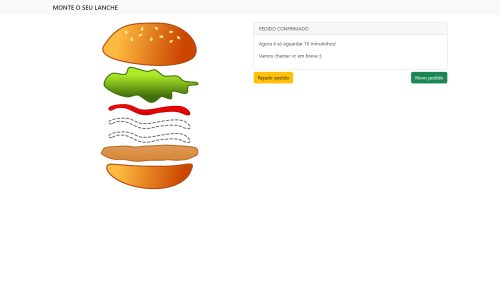 MONTE O SEU LANCHE
PEDIDO CONFIRMADO
Agora é só aguardar 10 minutinhos!
Vamos chamar vc em breve ;)
Repetir pedido
Novo pedido